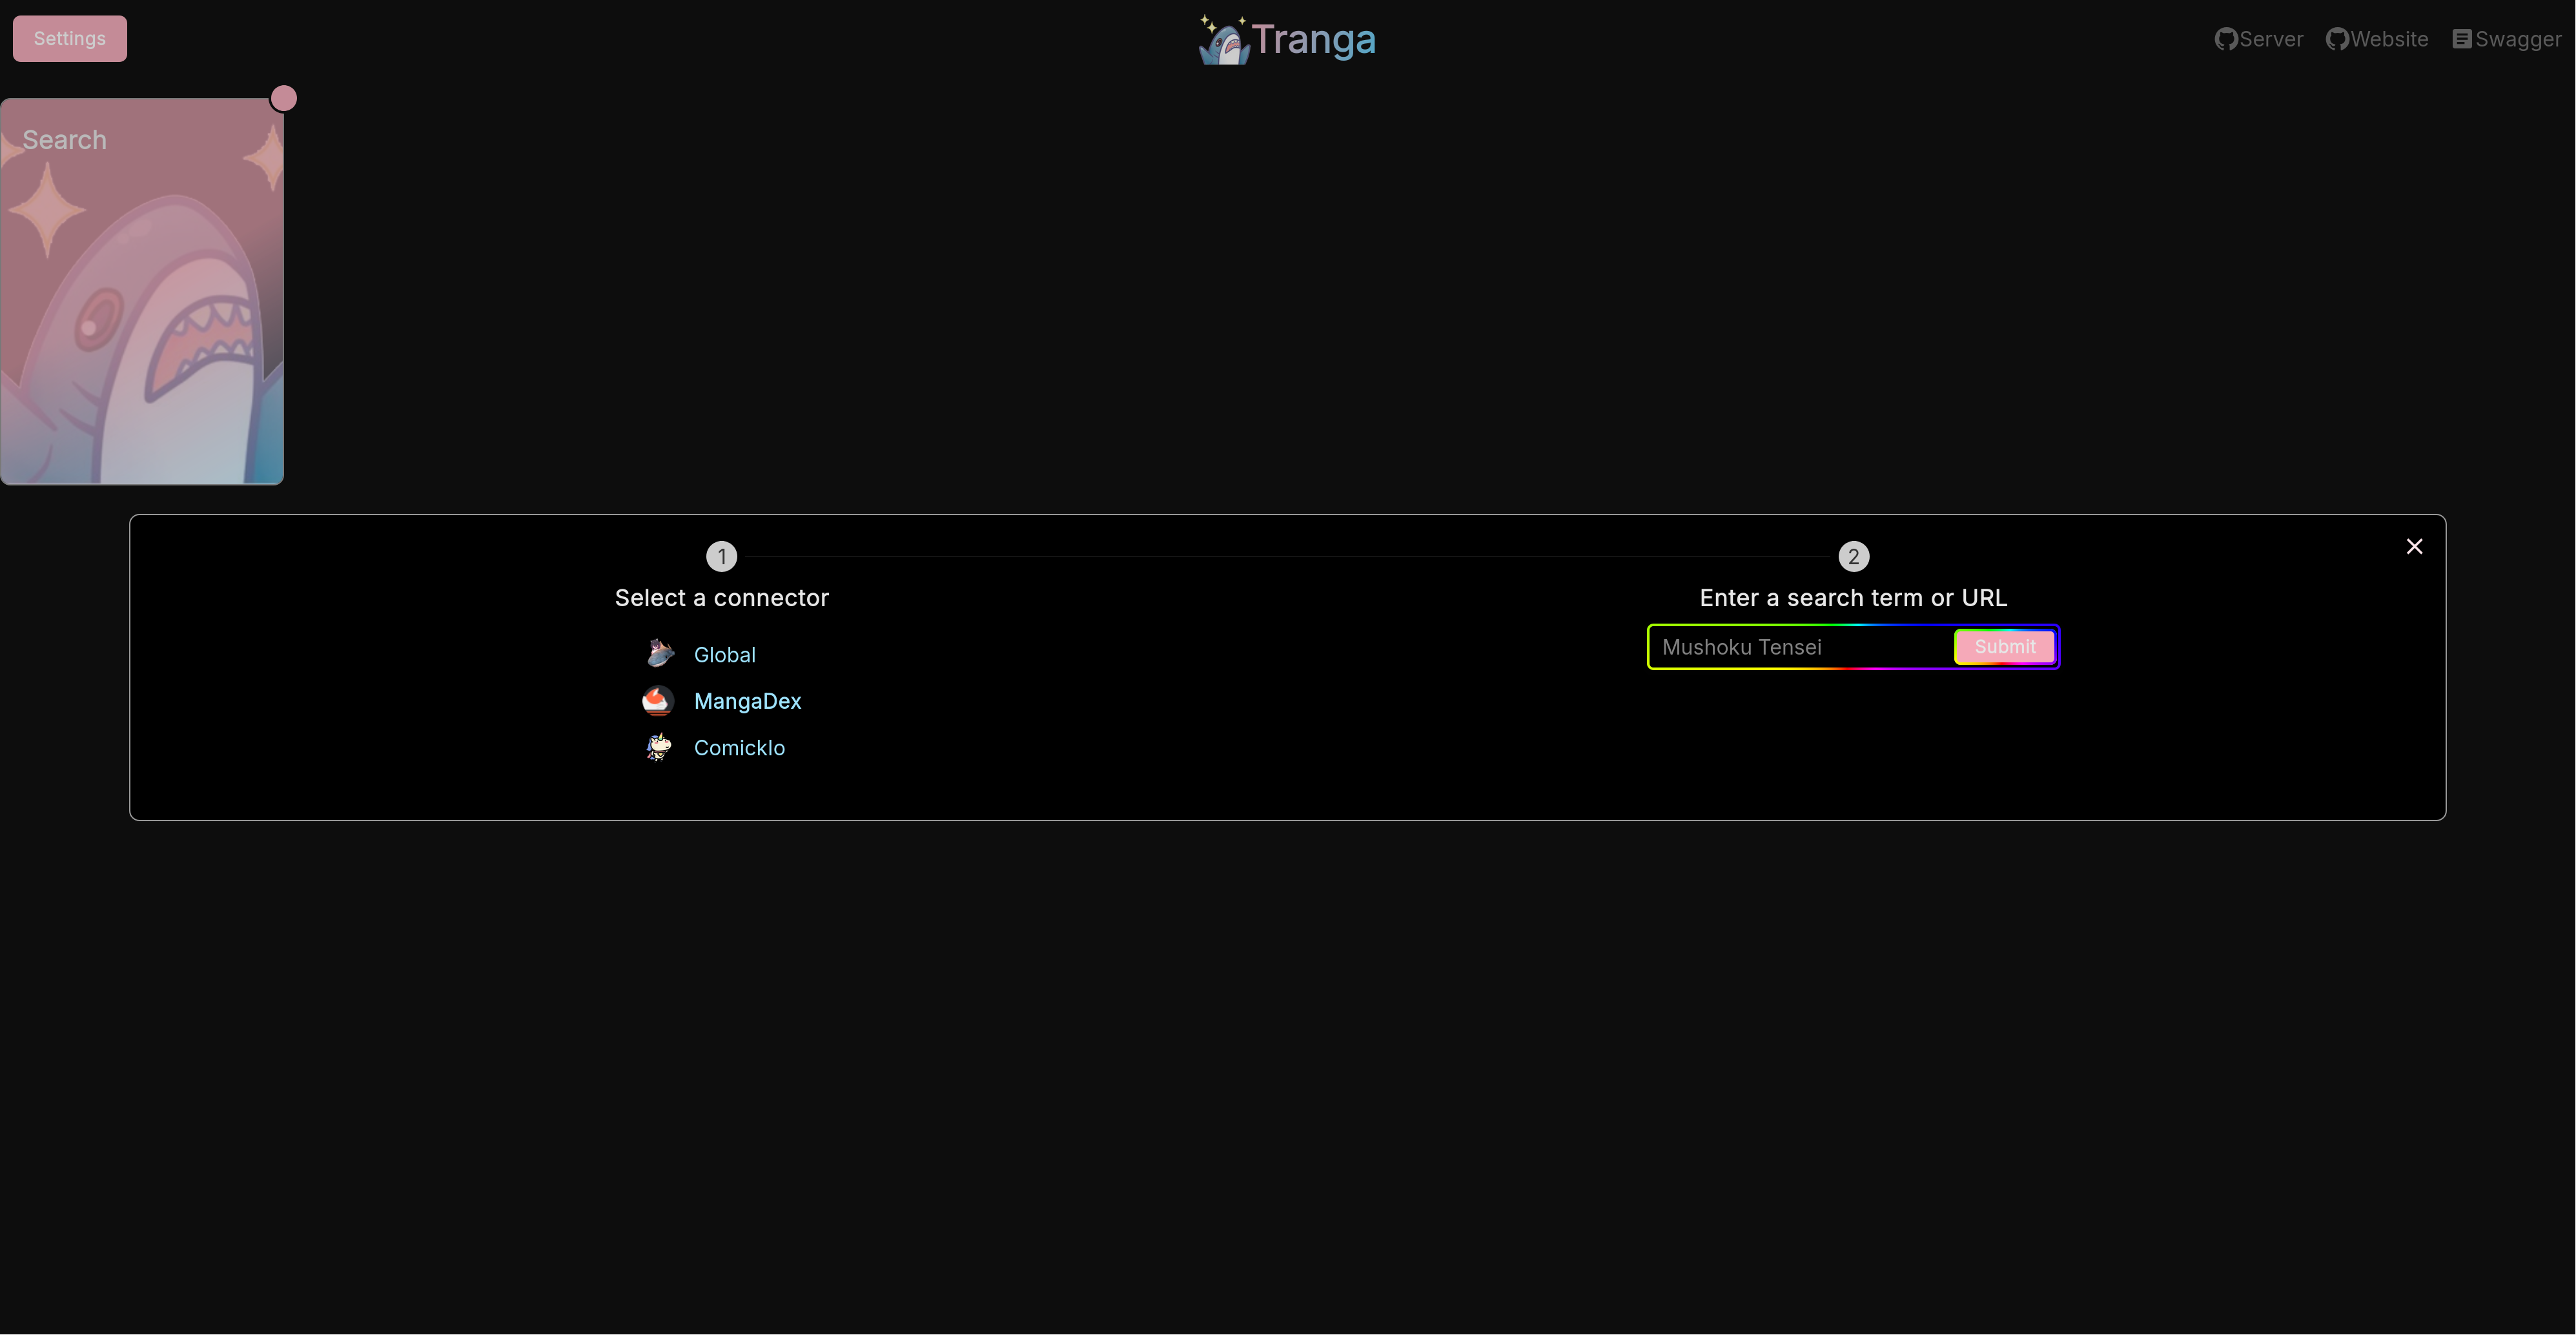 Settings
Tranga
Server
Website
Swagger
Search
1
Select a connector
Global
MangaDex
ComickIo
2
Enter a search term or URL
Mushoku Tensei
Submit